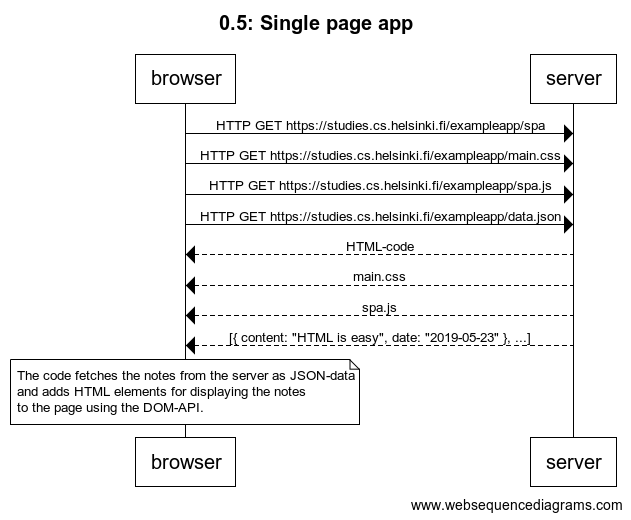 0.5: Single page app
browser
server
HTTP GET https://studies.cs.helsinki.fi/exampleapp/spa
HTTP GET https://studies.cs.helsinki.fi/exampleapp/main.css
HTTP GET https://studies.cs.helsinki.fi/exampleapp/spa.js
HTTP GET https://studies.cs.helsinki.fi/exampleapp/data.json
HTML-code
main.css
spa.js
[{ content: "HTML is easy", date: "2019-05-23" }, ...]
The code fetches the notes from the server as JSON-data
and adds HTML elements for displaying the notes
to the page using the DOM-API.
browser
server
www.websequencediagrams.com